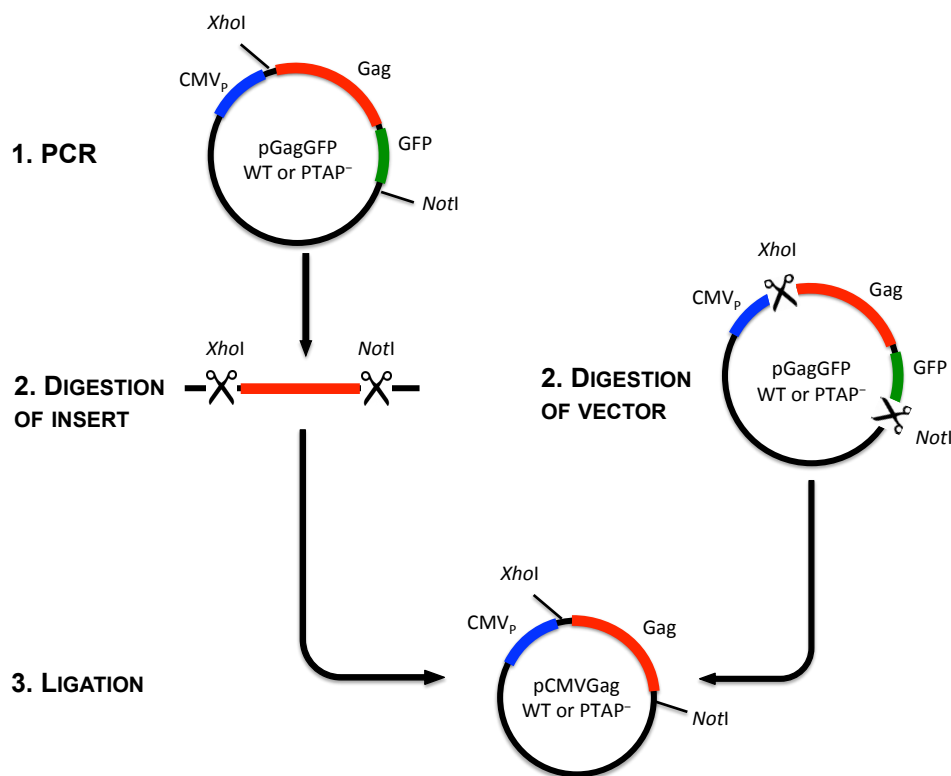 XhoI
CMVP
Gag
1. PCR
pGagGFP
WT or PTAP⁻
GFP
NotI
XhoI
CMVP
Gag
XhoI
NotI
2. DIGESTION
OF INSERT
2. DIGESTION
OF VECTOR
pGagGFP
WT or PTAP⁻
GFP
NotI
XhoI
CMVP
Gag
3. LIGATION
pCMVGag
WT or PTAP⁻
NotI